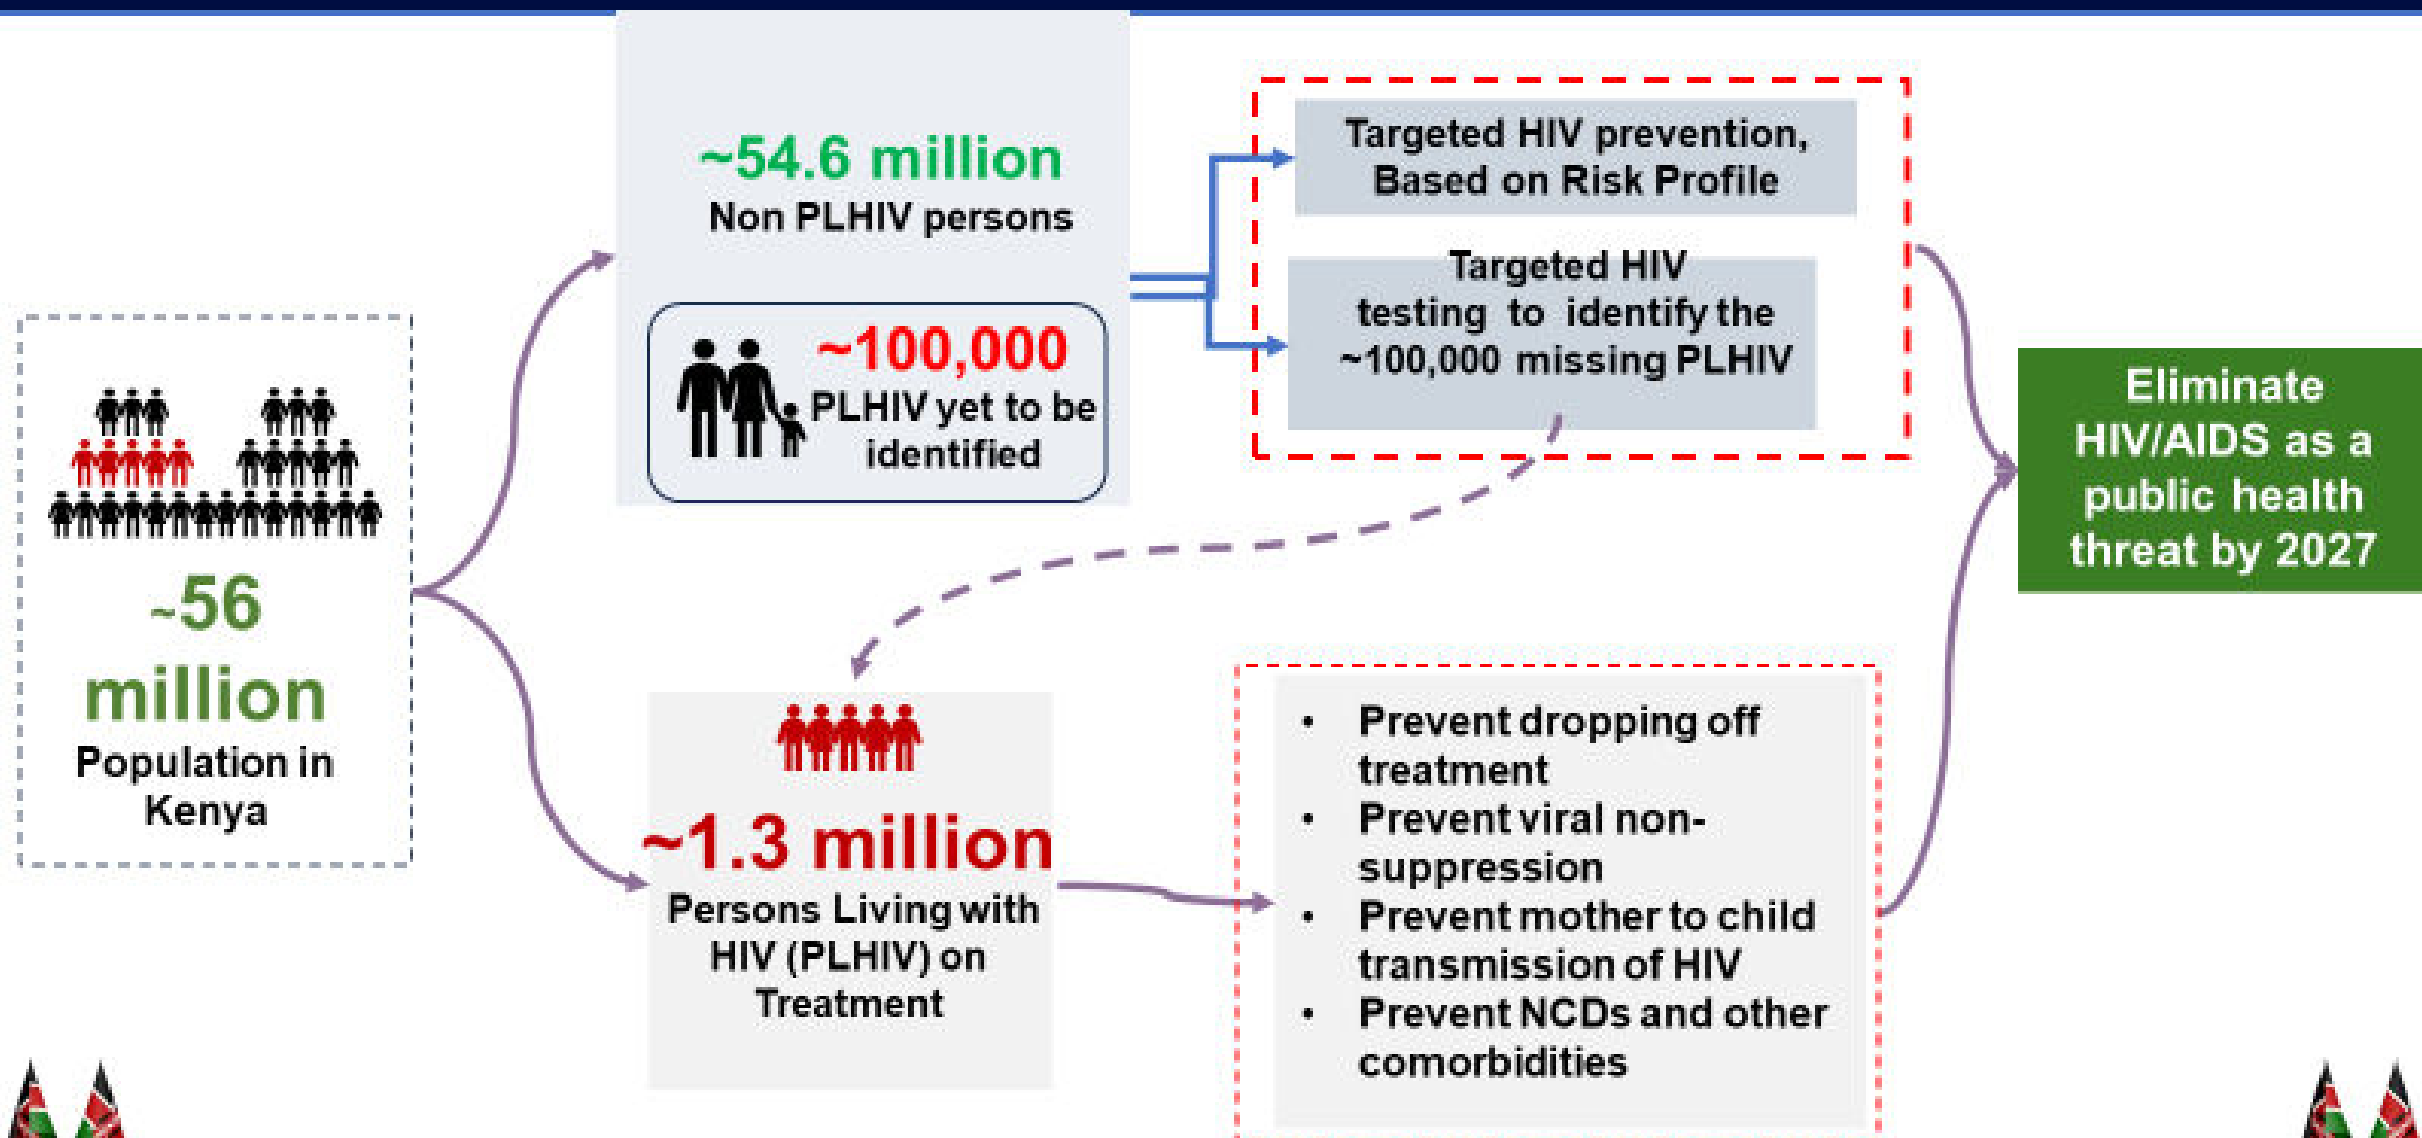 ~56
million
Population in
Kenya
~54.6 million
Non PLHIV persons
~100,000
PLHIV yet to be
identified
Targeted HIV prevention,
Based on Risk Profile
Targeted HIV
testing to identify the
~100,000 missing PLHIV
~1.3 million
Persons Living with
HIV (PLHIV) on
Treatment
• Prevent dropping off
treatment
• Prevent viral non-
suppression
• Prevent mother to child
transmission of HIV
• Prevent NCDs and other
comorbidities
Eliminate
HIV/AIDS as a
public health
threat by 2027